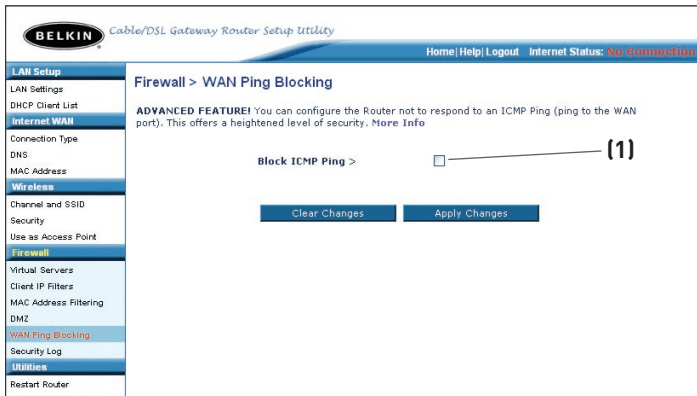 BELKIN
Cable/DSL Gateway Router Setup Utility
Home|Help|Logout Internet Status: No Connection
LAN Setup
LAN Settings
DHCP Client List
Internet WAN
Connection Type
DNS
MAC Address
Wireless
Channel and SSID
Security
Use as Access Point
Firewall
Virtual Servers
Client IP Filters
MAC Address Filtering
DMZ
WAN Ping Blocking
Security Log
Utilities
Restart Router
Firewall > WAN Ping Blocking
ADVANCED FEATURE! You can configure the Router not to respond to an ICMP Ping (ping to the WAN
port). This offers a heightened level of security. More Info
Block ICMP Ping >
(1)
Clear Changes
Apply Changes